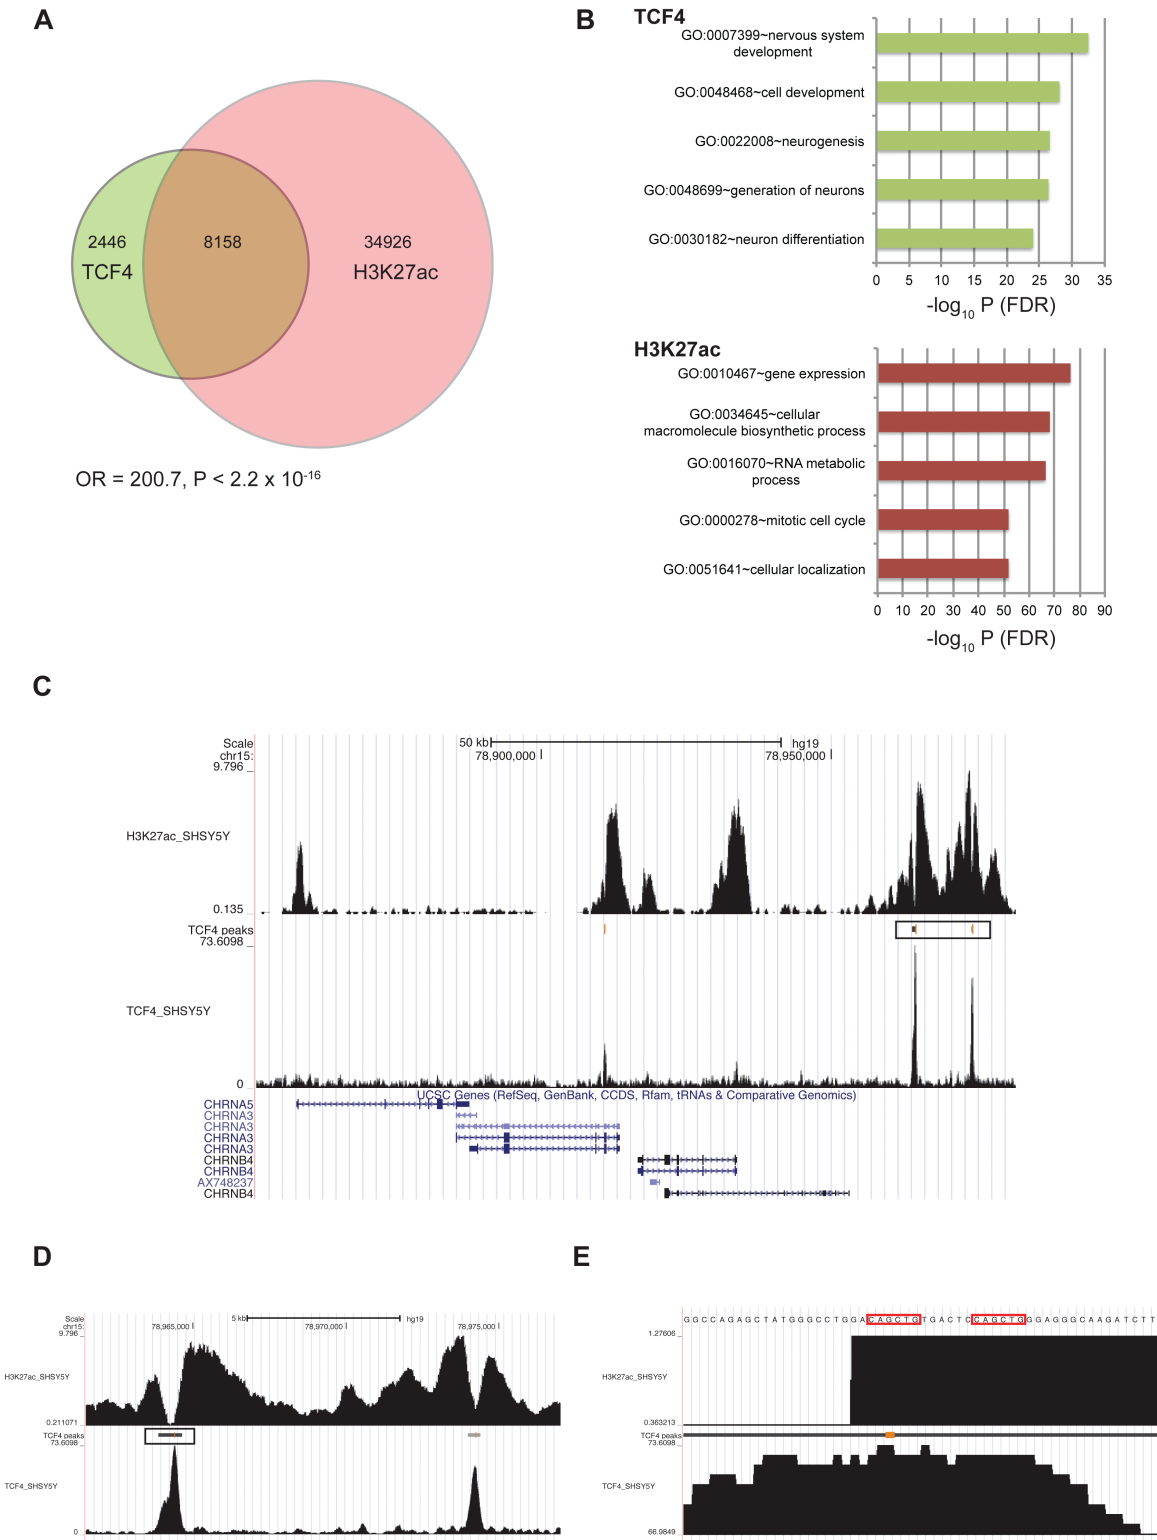 A
2446
8158
34926
TCF4
H3K27ac
OR = 200.7, P < 2.2 x 10-16
B
TCF4
GO:0007399~nervous system
development
GO:0048468~cell development
GO:0022008~neurogenesis
GO:0048699~generation of neurons
GO:0030182~neuron differentiation
0 5 10 15 20 25 30 35
-log10 P (FDR)
H3K27ac
GO:0010467~gene expression
GO:0034645~cellular
macromolecule biosynthetic process
GO:0016070~RNA metabolic
process
GO:0000278~mitotic cell cycle
GO:0051641~cellular localization
0 10 20 30 40 50 60 70 80 90
-log10 P (FDR)
C
Scale 50 kb hg19
chr15: 78,900,000 78,950,000
9.796
H3K27ac_SHSY5Y
0.135
TCF4 peaks
73.6098
TCF4_SHSY5Y
0
UCSC Genes (RefSeq, GenBank, CCDS, Rfam, tRNAs & Comparative Genomics)
CHRNA5
CHRNA3
CHRNA3
CHRNA3
CHRNA3
CHRNB4
CHRNB4
AX748237
CHRNB4
D
Scale 5 kb hg19
chr15: 78,965,000 78,970,000 78,975,000
9.796
H3K27ac_SHSY5Y
0.211071
TCF4 peaks
73.6098
TCF4_SHSY5Y
0
E
G G C C A G A G C T A T G G G C C T G G A C A G C T G T G A C T C C A G C T G G G A G G G C A A G A T C T T
1.27606
H3K27ac_SHSY5Y
0.363213
TCF4 peaks
73.6098
TCF4_SHSY5Y
66.9849